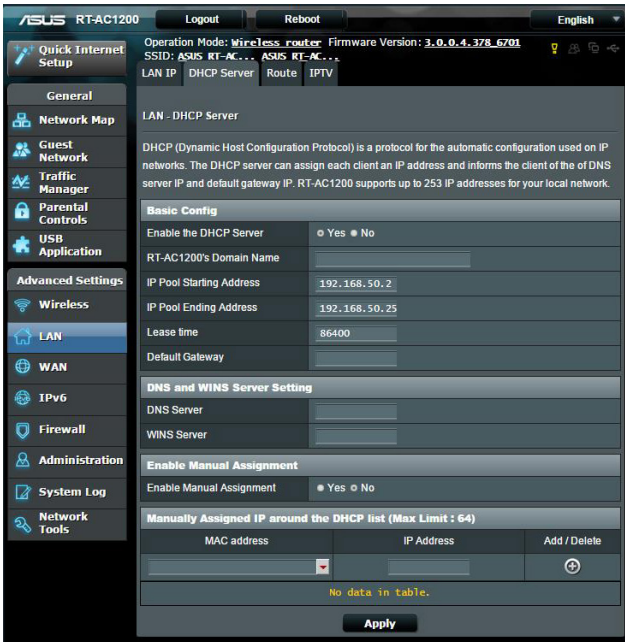 ASUS RT-AC1200 Logout Reboot English
Quick Internet Setup
Operation Mode: Wireless router Firmware Version: 3.0.0.4.378_6701
SSID: ASUS RT-AC... ASUS RT-AC...
LAN IP DHCP Server Route IPTV
General
Network Map
Guest Network
Traffic Manager
Parental Controls
USB Application
Advanced Settings
Wireless
LAN
WAN
IPv6
Firewall
Administration
System Log
Network Tools
LAN - DHCP Server
DHCP (Dynamic Host Configuration Protocol) is a protocol for the automatic configuration used on IP
networks. The DHCP server can assign each client an IP address and informs the client of the of DNS
server IP and default gateway IP. RT-AC1200 supports up to 253 IP addresses for your local network.
Basic Config
Enable the DHCP Server Yes No
RT-AC1200's Domain Name
IP Pool Starting Address 192.168.50.2
IP Pool Ending Address 192.168.50.25
Lease time 86400
Default Gateway
DNS and WINS Server Setting
DNS Server
WINS Server
Enable Manual Assignment
Enable Manual Assignment Yes No
Manually Assigned IP around the DHCP list (Max Limit : 64)
MAC address IP Address Add / Delete
No data in table.
Apply